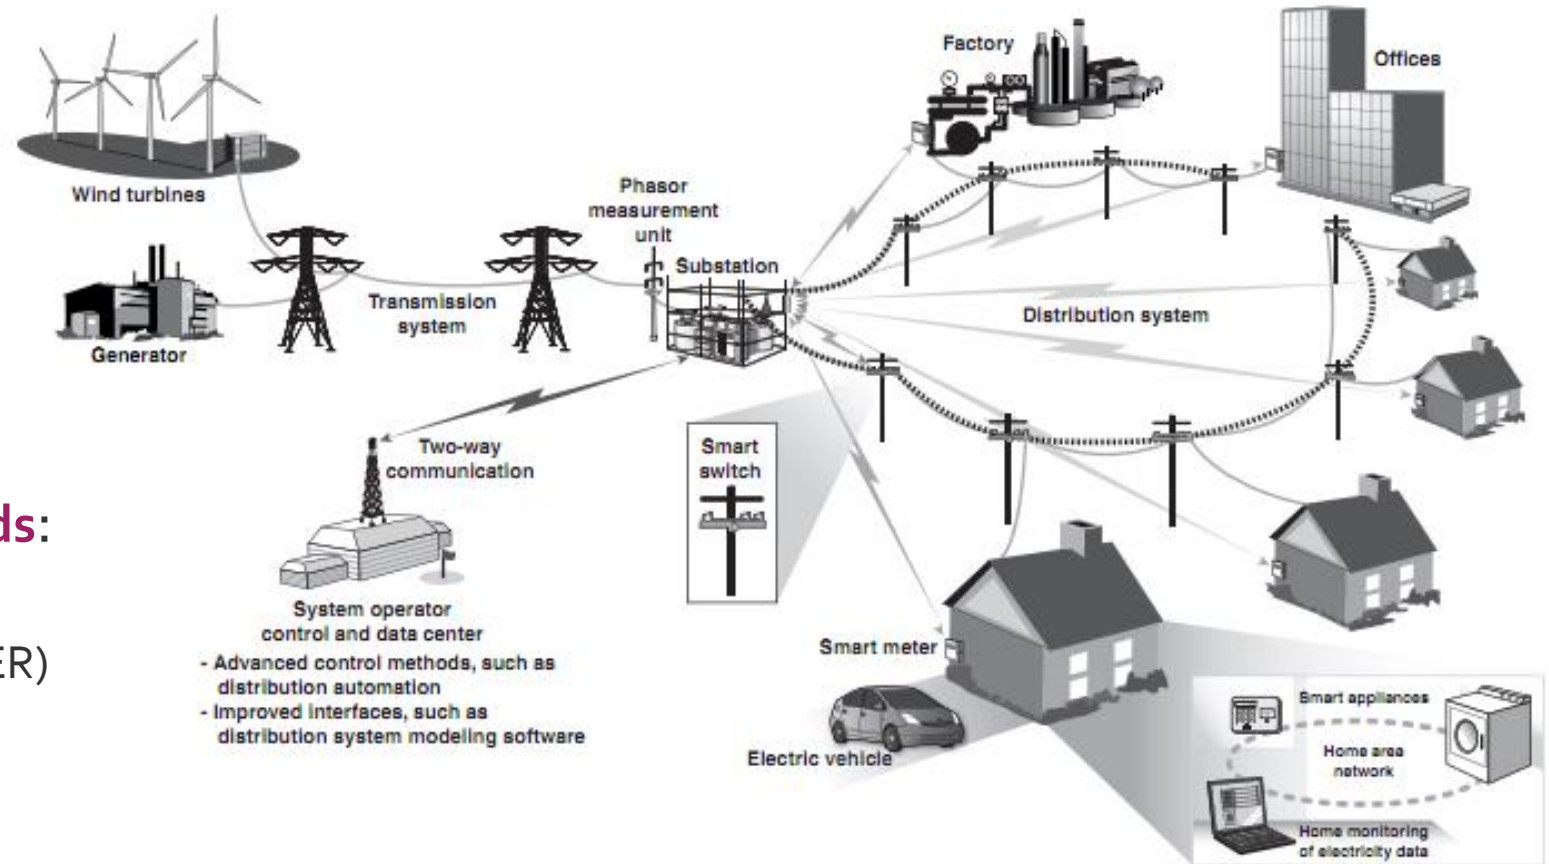 Factory
Offices
Wind turbines
Phasor
measurement
unit
Substation
Transmission
system
Distribution system
Generator
Two-way
communication
Smart
switch
ds:
ER)
System operator
control and data center
- Advanced control methods, such as
distribution automation
- Improved interfaces, such as
distribution system modeling software
Smart meter
Electric vehicle
Smart appliances
Home area
network
Home monitoring
of electricity data